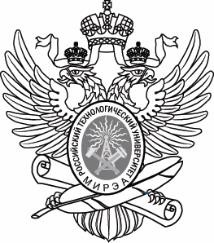 РОССИЙСКИЙ ТЕХНОЛОГИЧЕСКИЙ УНИВЕРСИТЕТ
МИРЭА